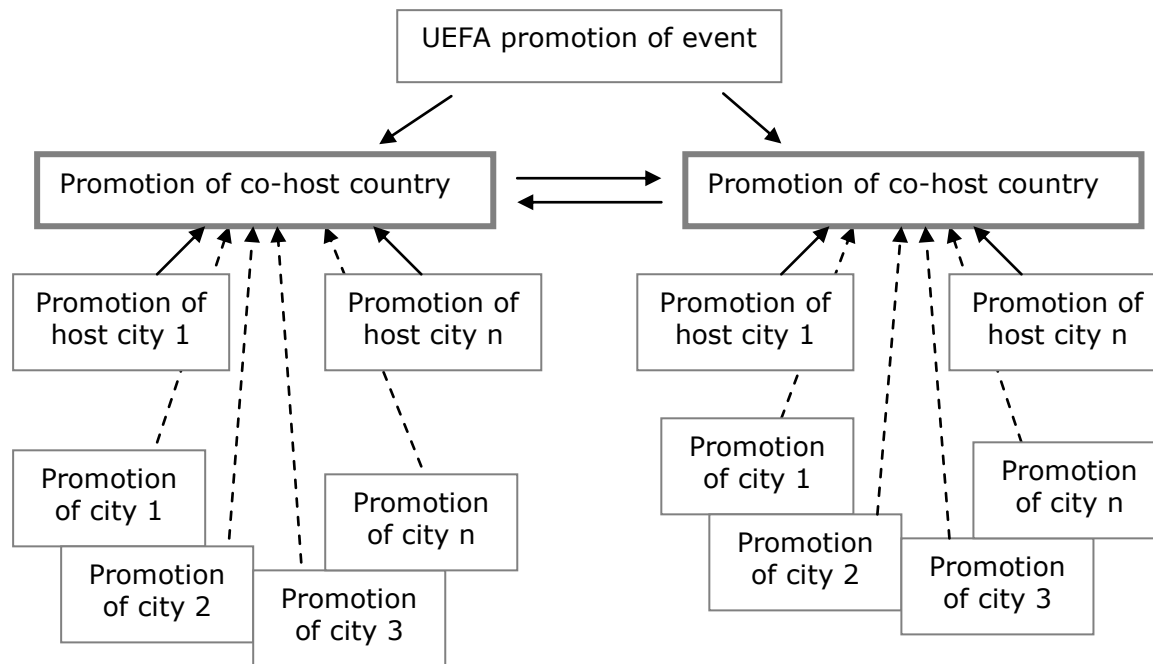 UEFA promotion of event
Promotion of co-host country
Promotion of co-host country
Promotion of
host city 1
Promotion of
host city n
Promotion of
host city 1
Promotion of
host city n
Promotion
of city 1
Promotion
of city 2
Promotion
of city 3
Promotion
of city n
Promotion
of city 1
Promotion
of city 2
Promotion
of city 3
Promotion
of city n